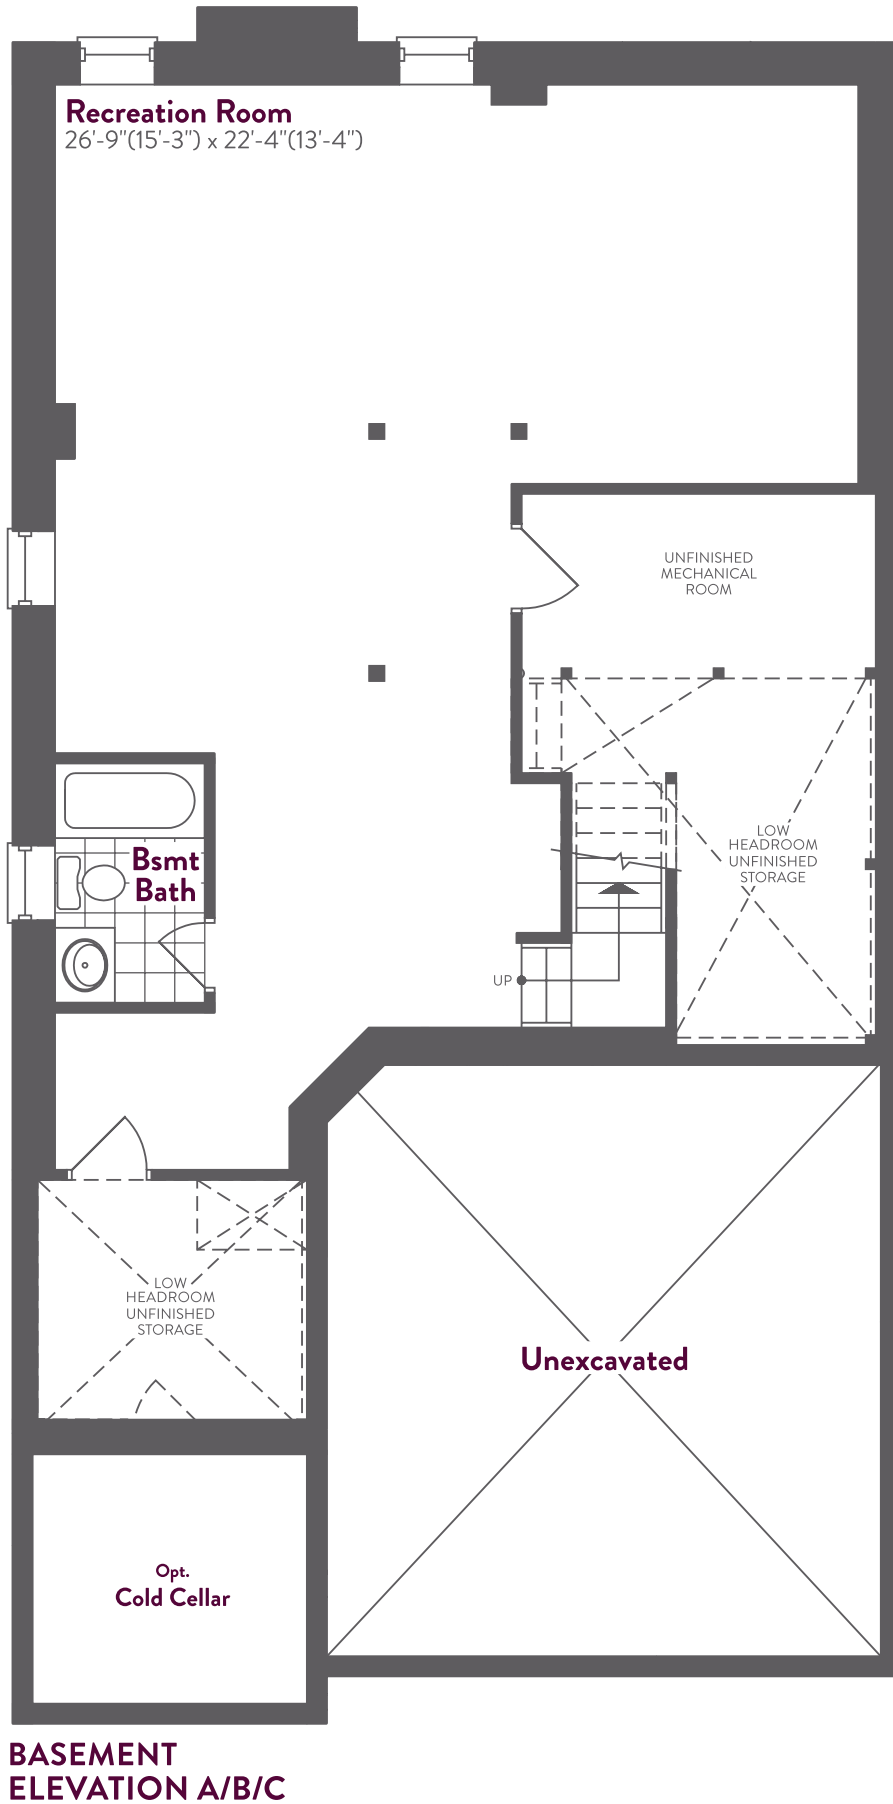 Recreation Room
26'-9"(15'-3") x 22'-4"(13'-4")
UNFINISHED
MECHANICAL
ROOM
LOW
HEADROOM
UNFINISHED
STORAGE
Bsmt
Bath
UP
LOW
HEADROOM
UNFINISHED
STORAGE
Unexcavated
Opt.
Cold Cellar
BASEMENT
ELEVATION A/B/C